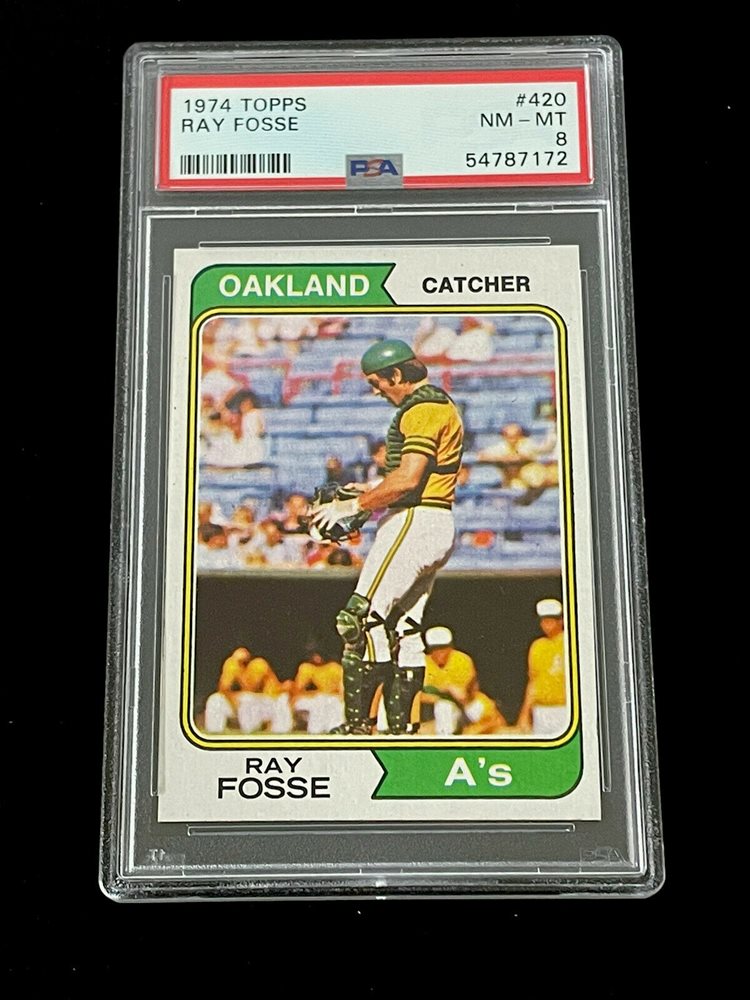 1974 TOPPS #420
RAY FOSSE NM - MT
8
PSA 54787172
OAKLAND CATCHER
RAY
FOSSE A's